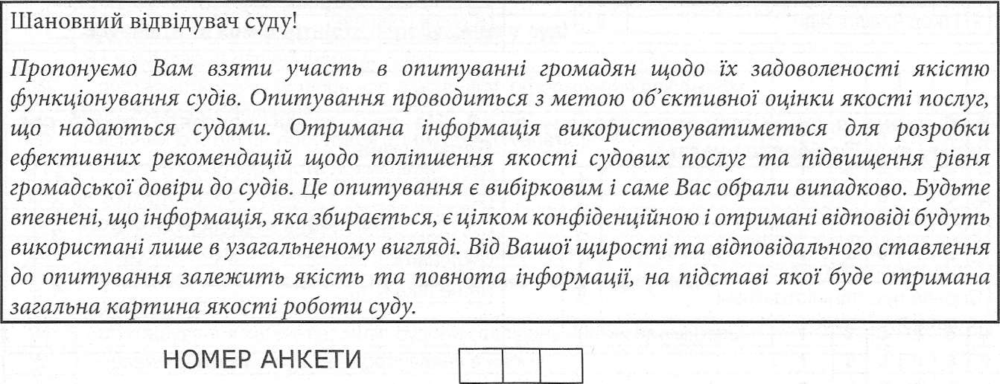 Шановний відвідувач суду!
Пропонуємо Вам взяти участь в опитуванні громадян щодо їх задоволеності якістю
функціонування судів. Опитування проводиться з метою об’єктивної оцінки якості послуг,
що надаються судами. Отримана інформація використовуватиметься для розробки
ефективних рекомендацій щодо поліпшення якості судових послуг та підвищення рівня
громадської довіри до судів. Це опитування є вибірковим і саме Вас обрали випадково. Будьте
впевнені, що інформація, яка збирається, є цілком конфіденційною і отримані відповіді будуть
використані лише в узагальненому вигляді. Від Вашої щирості та відповідального ставлення
до опитування залежить якість та повнота інформації, на підставі якої буде отримана
загальна картина якості роботи суду.
НОМЕР АНКЕТИ